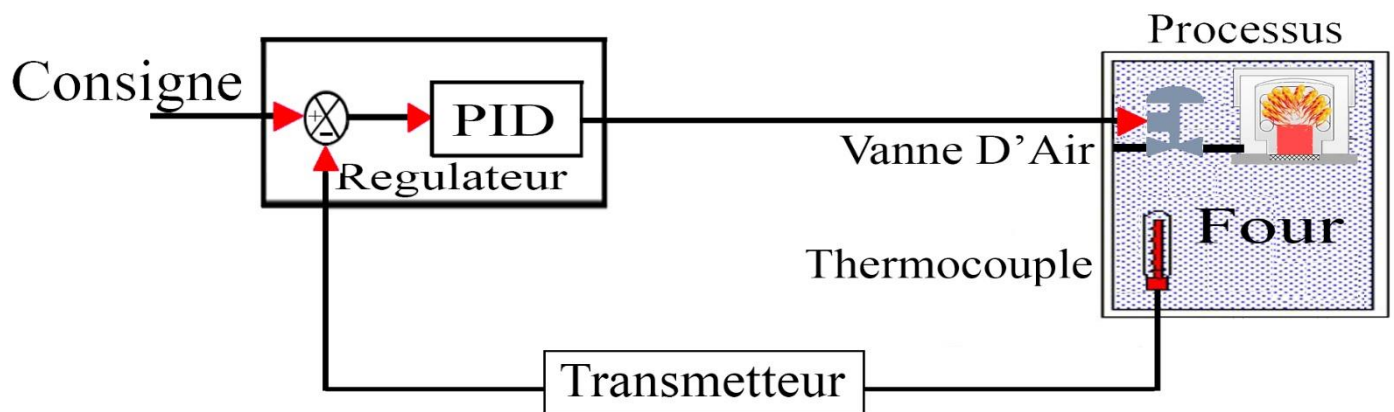 Processus
Consigne
+
-
PID
Regulateur
Vanne D'Air
Four
Thermocouple
Transmetteur